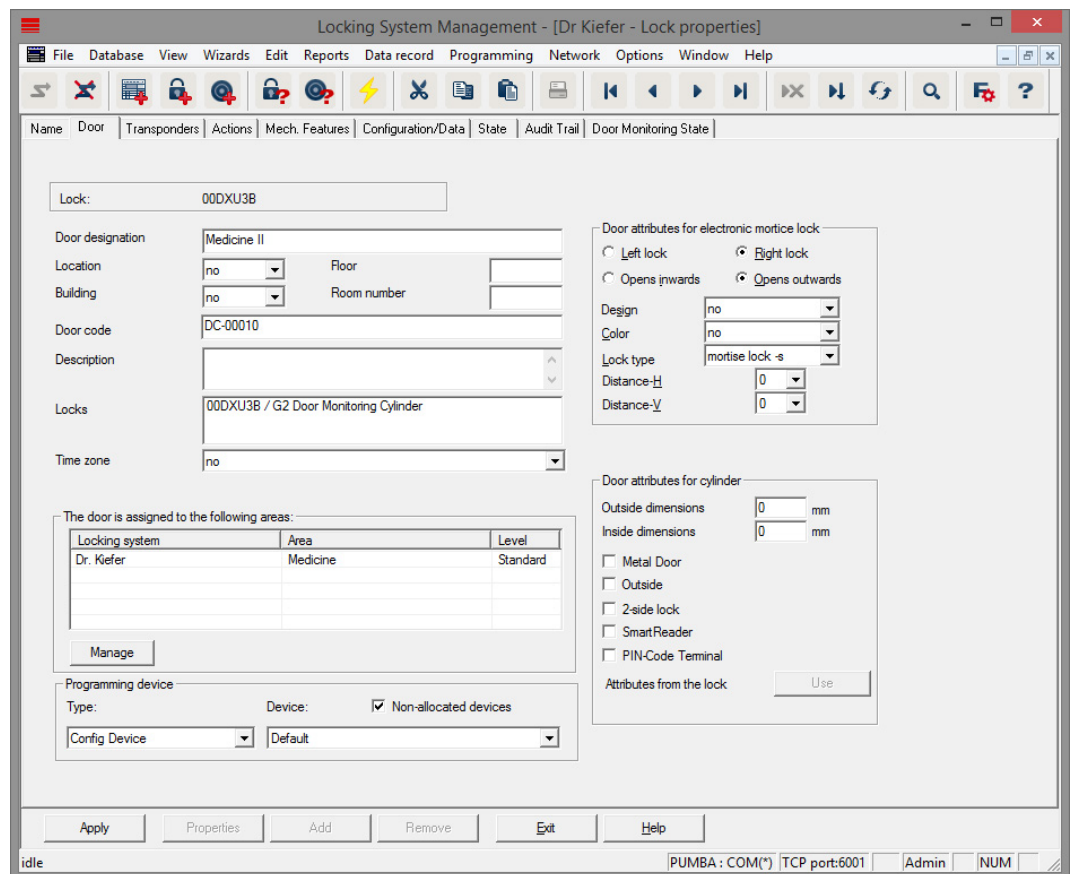 Locking System Management - [Dr Kiefer - Lock properties]
File Database View Wizards Edit Reports Data record Programming Network Options Window Help
Name Door Transponders Actions Mech. Features Configuration/Data State Audit Trail Door Monitoring State
Lock: 00DXU3B
Door designation Medicine II
Location no Floor
Building no Room number
Door code DC-00010
Description
Locks 00DXU3B / G2 Door Monitoring Cylinder
Time zone no
The door is assigned to the following areas:
Locking system Area Level
Dr. Kiefer Medicine Standard
Manage
Programming device
Type: Device: Non-allocated devices
Config Device Default
Door attributes for electronic mortice lock
Left lock Right lock
Opens inwards Opens outwards
Design no
Color no
Lock type mortise lock -s
Distance-H 0
Distance-V 0
Door attributes for cylinder
Outside dimensions 0 mm
Inside dimensions 0 mm
Metal Door
Outside
2-side lock
SmartReader
PIN-Code Terminal
Attributes from the lock Use
Apply Properties Add Remove Exit Help
idle PUMBA : COM(*) TCP port:6001 Admin NUM